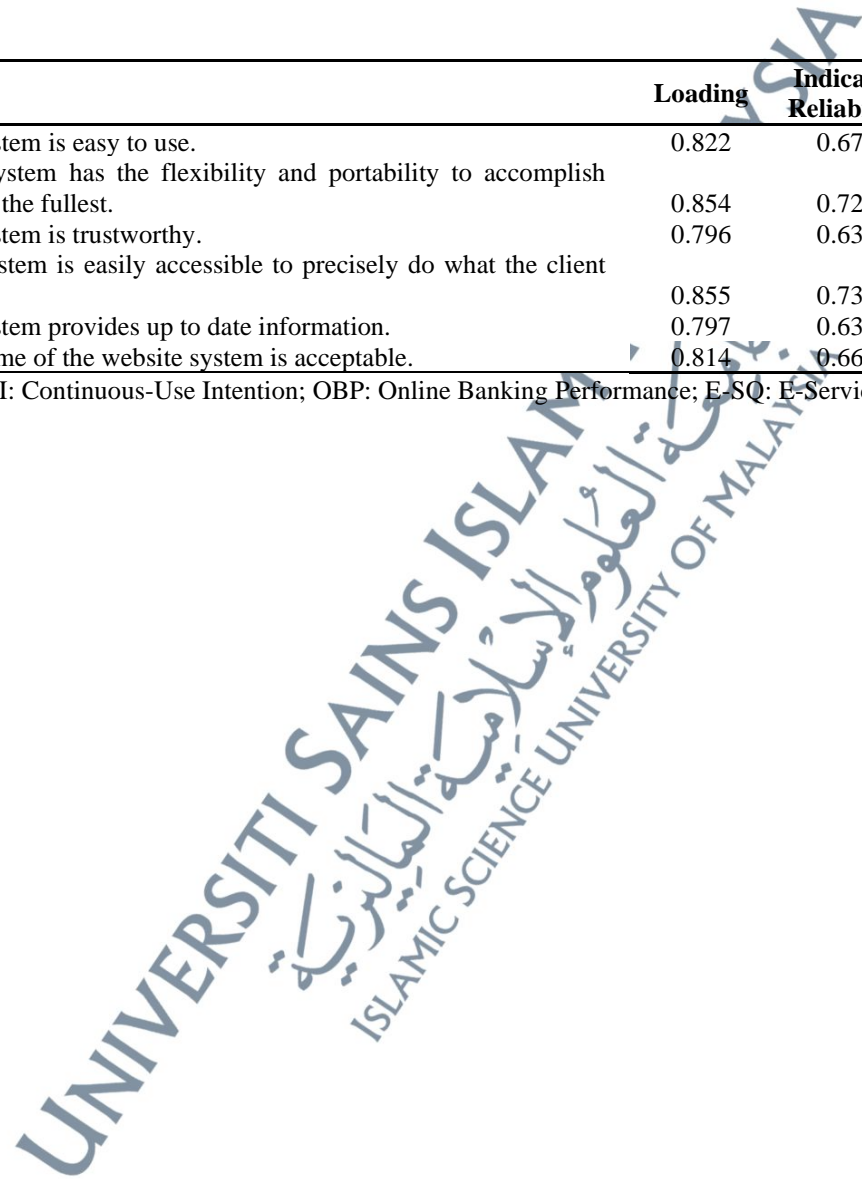 Loading Indica
Reliab
stem is easy to use. 0.822 0.67
ystem has the flexibility and portability to accomplish
the fullest. 0.854 0.72
stem is trustworthy. 0.796 0.63
stem is easily accessible to precisely do what the client
0.855 0.73
stem provides up to date information. 0.797 0.63
me of the website system is acceptable. 0.814 0.66
I: Continuous-Use Intention; OBP: Online Banking Performance; E-SQ: E-Servi
UNIVERSITI SAINS ISLAM
العلوم الإسلامية الماليزية
ISLAMIC SCIENCE UNIVERSITY OF MALAYSIA